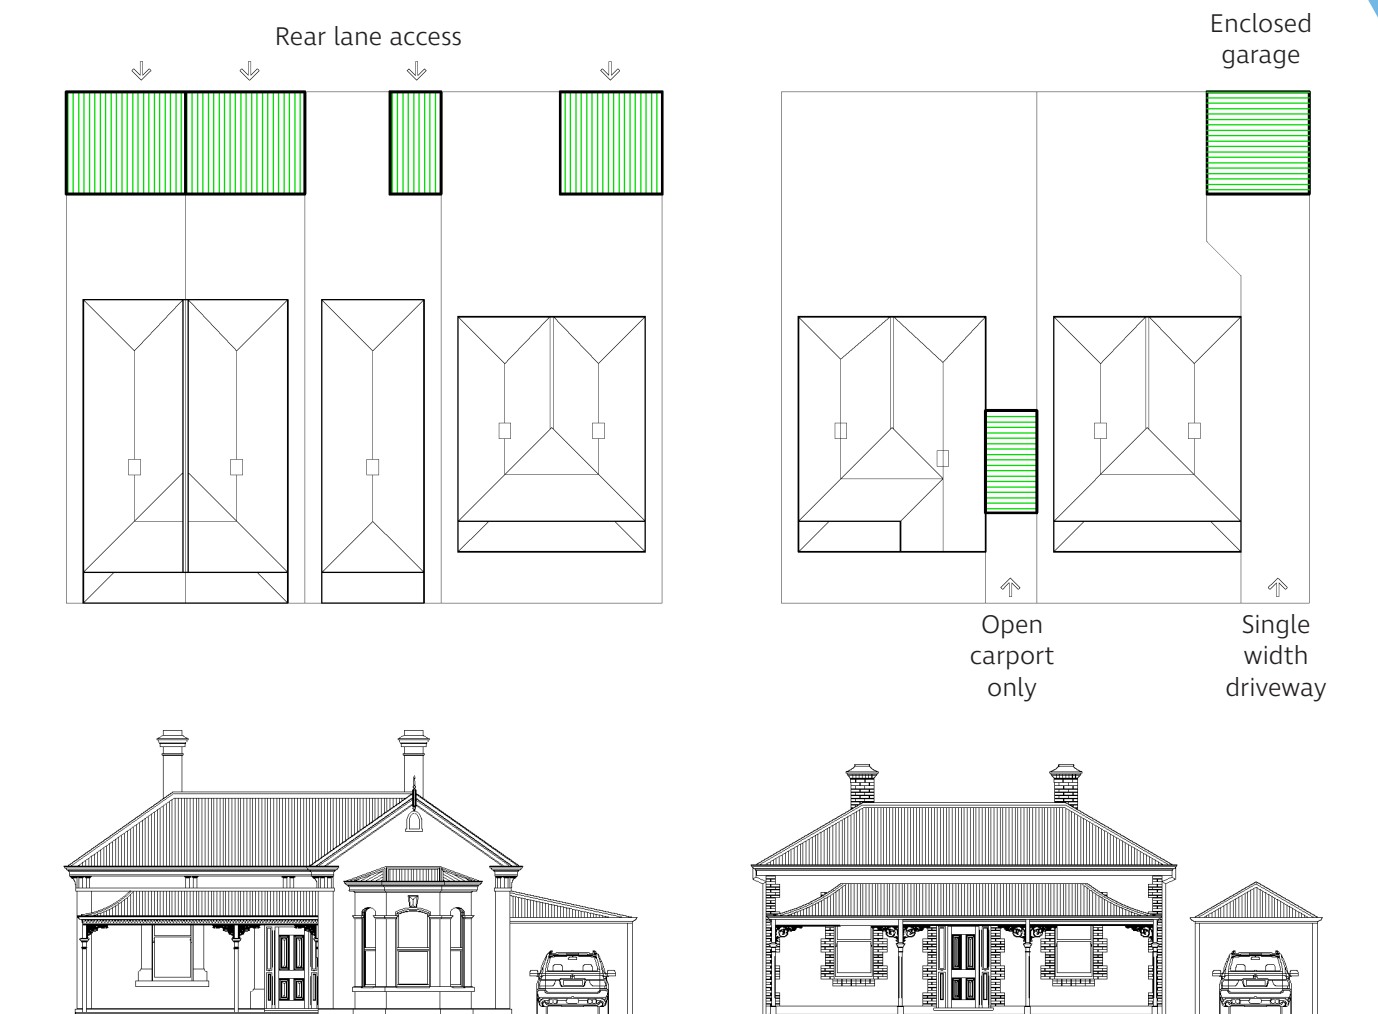 Rear lane access
Enclosed
garage
Open
carport
only
Single
width
driveway